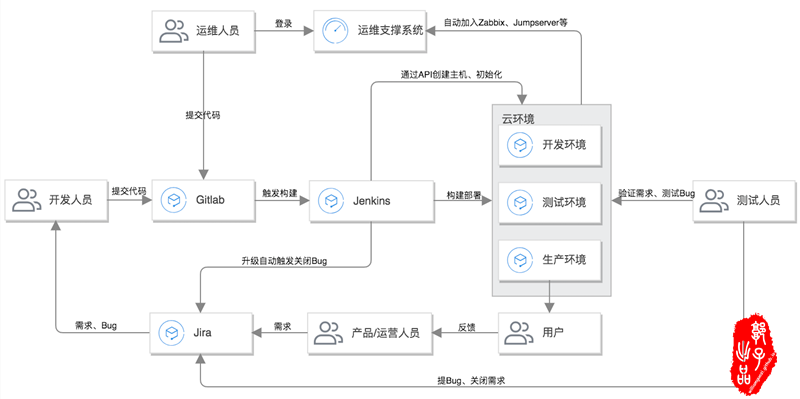 运维人员
登录
运维支撑系统
自动加入Zabbix、Jumpserver等
通过API创建主机、初始化
云环境
提交代码
开发环境
开发人员
提交代码
Gitlab
触发构建
Jenkins
构建部署
测试环境
验证需求、测试Bug
测试人员
生产环境
升级自动触发关闭Bug
需求、Bug
Jira
需求
产品/运营人员
反馈
用户
提Bug、关闭需求